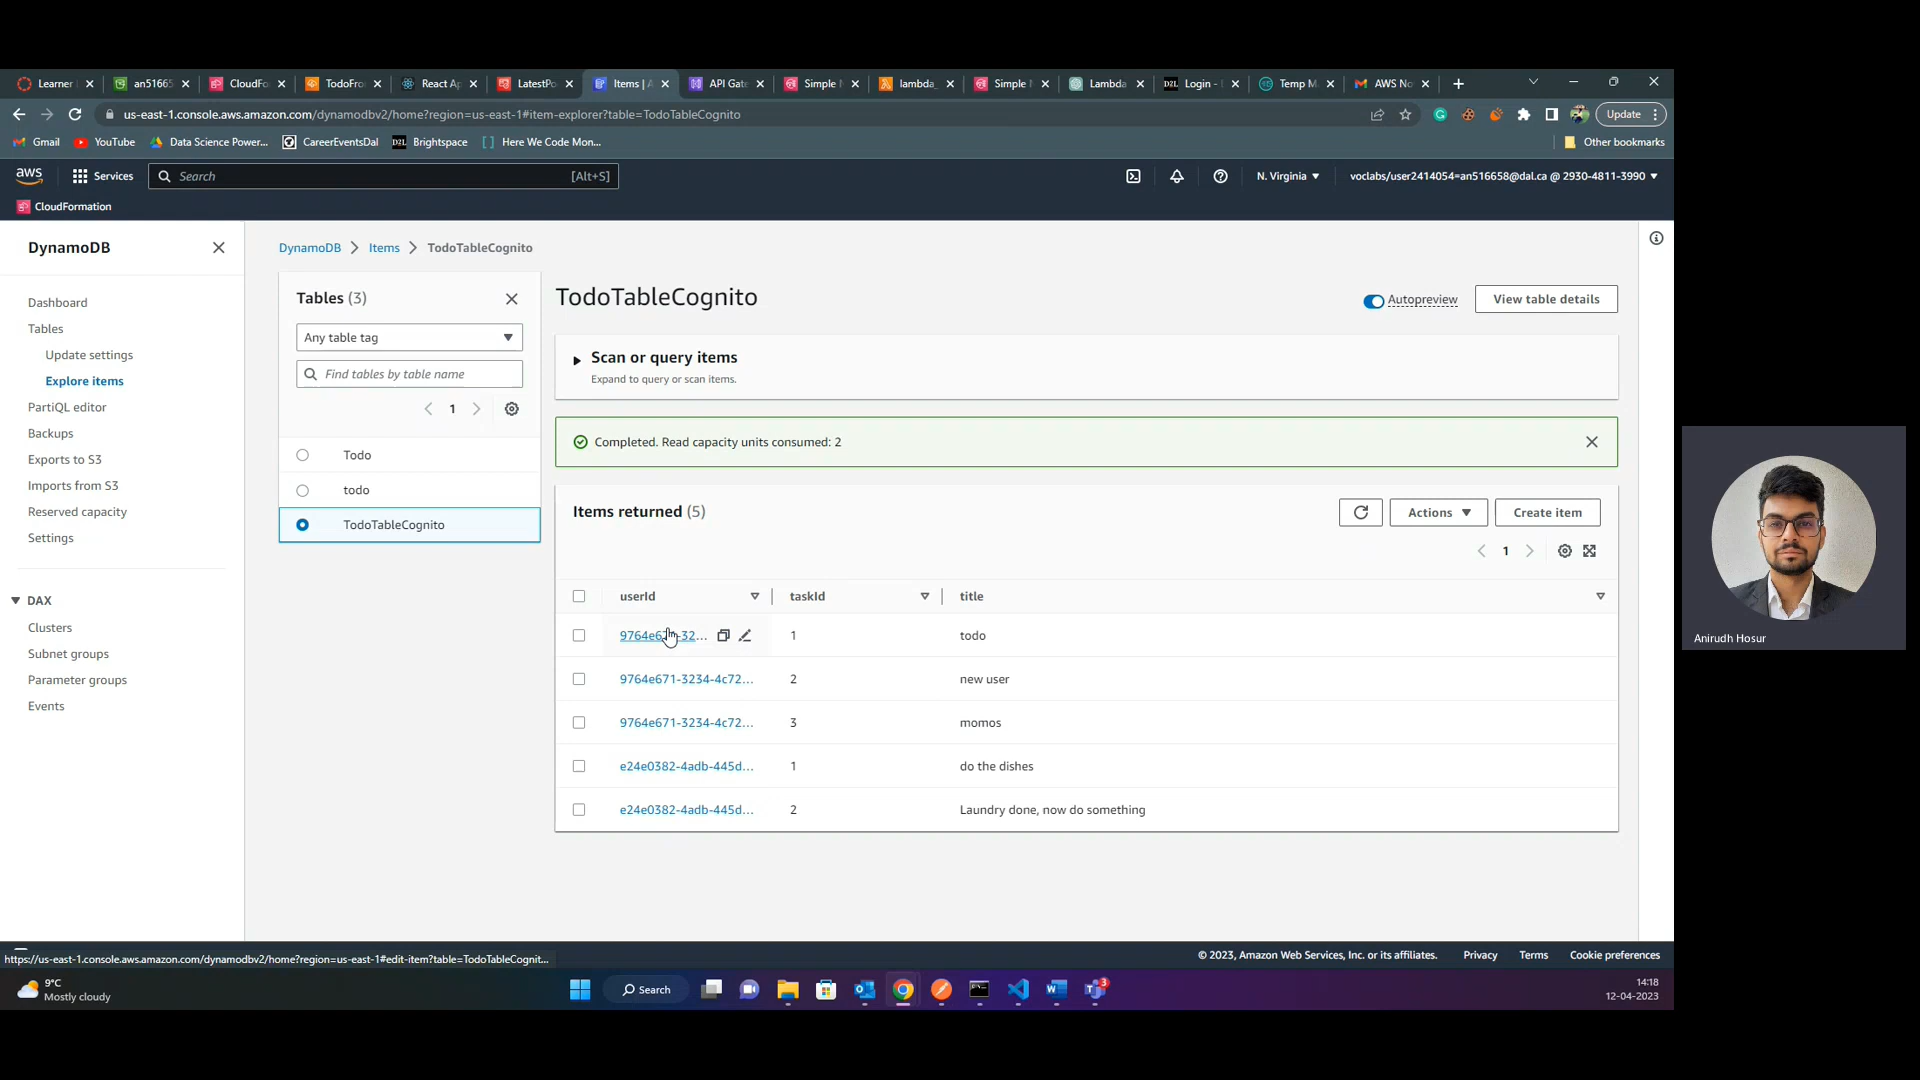 Learner
an51665
CloudFo
TodoFro
React Ap
LatestPo
Items | A
API Gate
Simple
lambda_
Simple
Lambda
Login - E
Temp M
AWS No
us-east-1.console.aws.amazon.com/dynamodbv2/home?region=us-east-1#item-explorer?table=TodoTableCognito
Update
Gmail
YouTube
Data Science Power...
CareerEventsDal
D2L
Brightspace
Here We Code Mon...
Other bookmarks
aws
Services
Search
[Alt+S]
N. Virginia
voclabs/user2414054=an516658@dal.ca @ 2930-4811-3990
CloudFormation
DynamoDB
Dashboard
Tables
Update settings
Explore items
PartiQL editor
Backups
Exports to S3
Imports from S3
Reserved capacity
Settings
DAX
Clusters
Subnet groups
Parameter groups
Events
DynamoDB
Items
TodoTableCognito
Tables (3)
Any table tag
Find tables by table name
1
Todo
todo
TodoTableCognito
TodoTableCognito
Autopreview
View table details
Scan or query items
Expand to query or scan items.
Completed. Read capacity units consumed: 2
Items returned (5)
Actions
Create item
1
userId taskId title
9764e67 -32... 1 todo
9764e671-3234-4c72... 2 new user
9764e671-3234-4c72... 3 momos
e24e0382-4adb-445d... 1 do the dishes
e24e0382-4adb-445d... 2 Laundry done, now do something
https://us-east-1.console.aws.amazon.com/dynamodbv2/home?region=us-east-1#edit-item?table=TodoTableCognit...
© 2023, Amazon Web Services, Inc. or its affiliates.
Privacy
Terms
Cookie preferences
9°C
Mostly cloudy
Search
3
14:18
12-04-2023
Anirudh Hosur